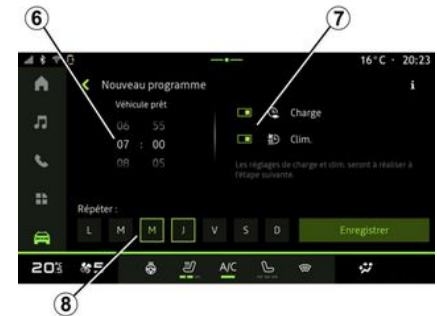 6
7
16°C · 20:23
Nouveau programme
i
Véhicule prêt
06 55
07 : 00
08 05
Charge
Clim.
Les réglages de charge et clim. seront à réaliser à
l'étape suivante.
Répéter :
L M M J V S D
Enregistrer
20 A/C
8